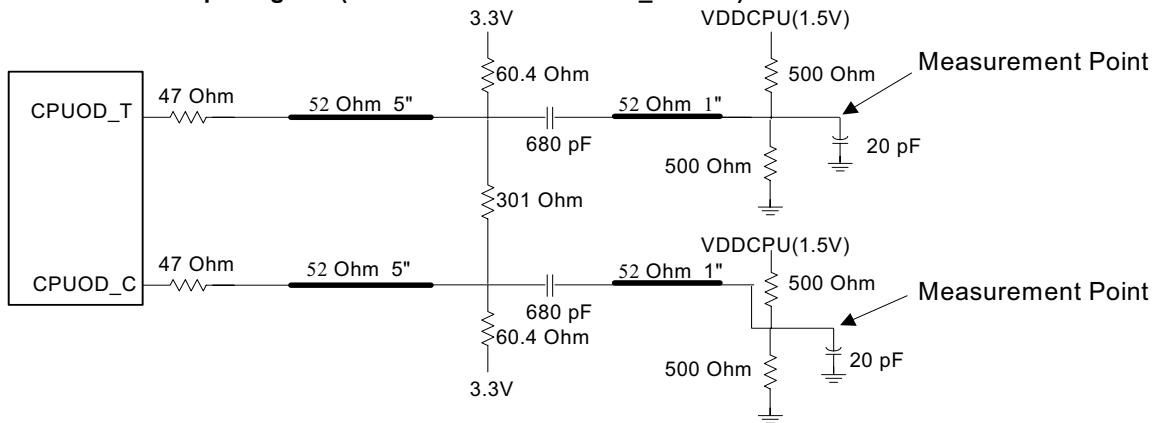 3.3V
VDDCPU(1.5V)
Measurement Point
60.4 Ohm
500 Ohm
47 Ohm
52 Ohm 5"
52 Ohm 1"
CPUOD_T
680 pF
20 pF
500 Ohm
301 Ohm
VDDCPU(1.5V)
47 Ohm
52 Ohm 5"
52 Ohm 1"
CPUOD_C
500 Ohm
Measurement Point
680 pF
60.4 Ohm
20 pF
500 Ohm
3.3V